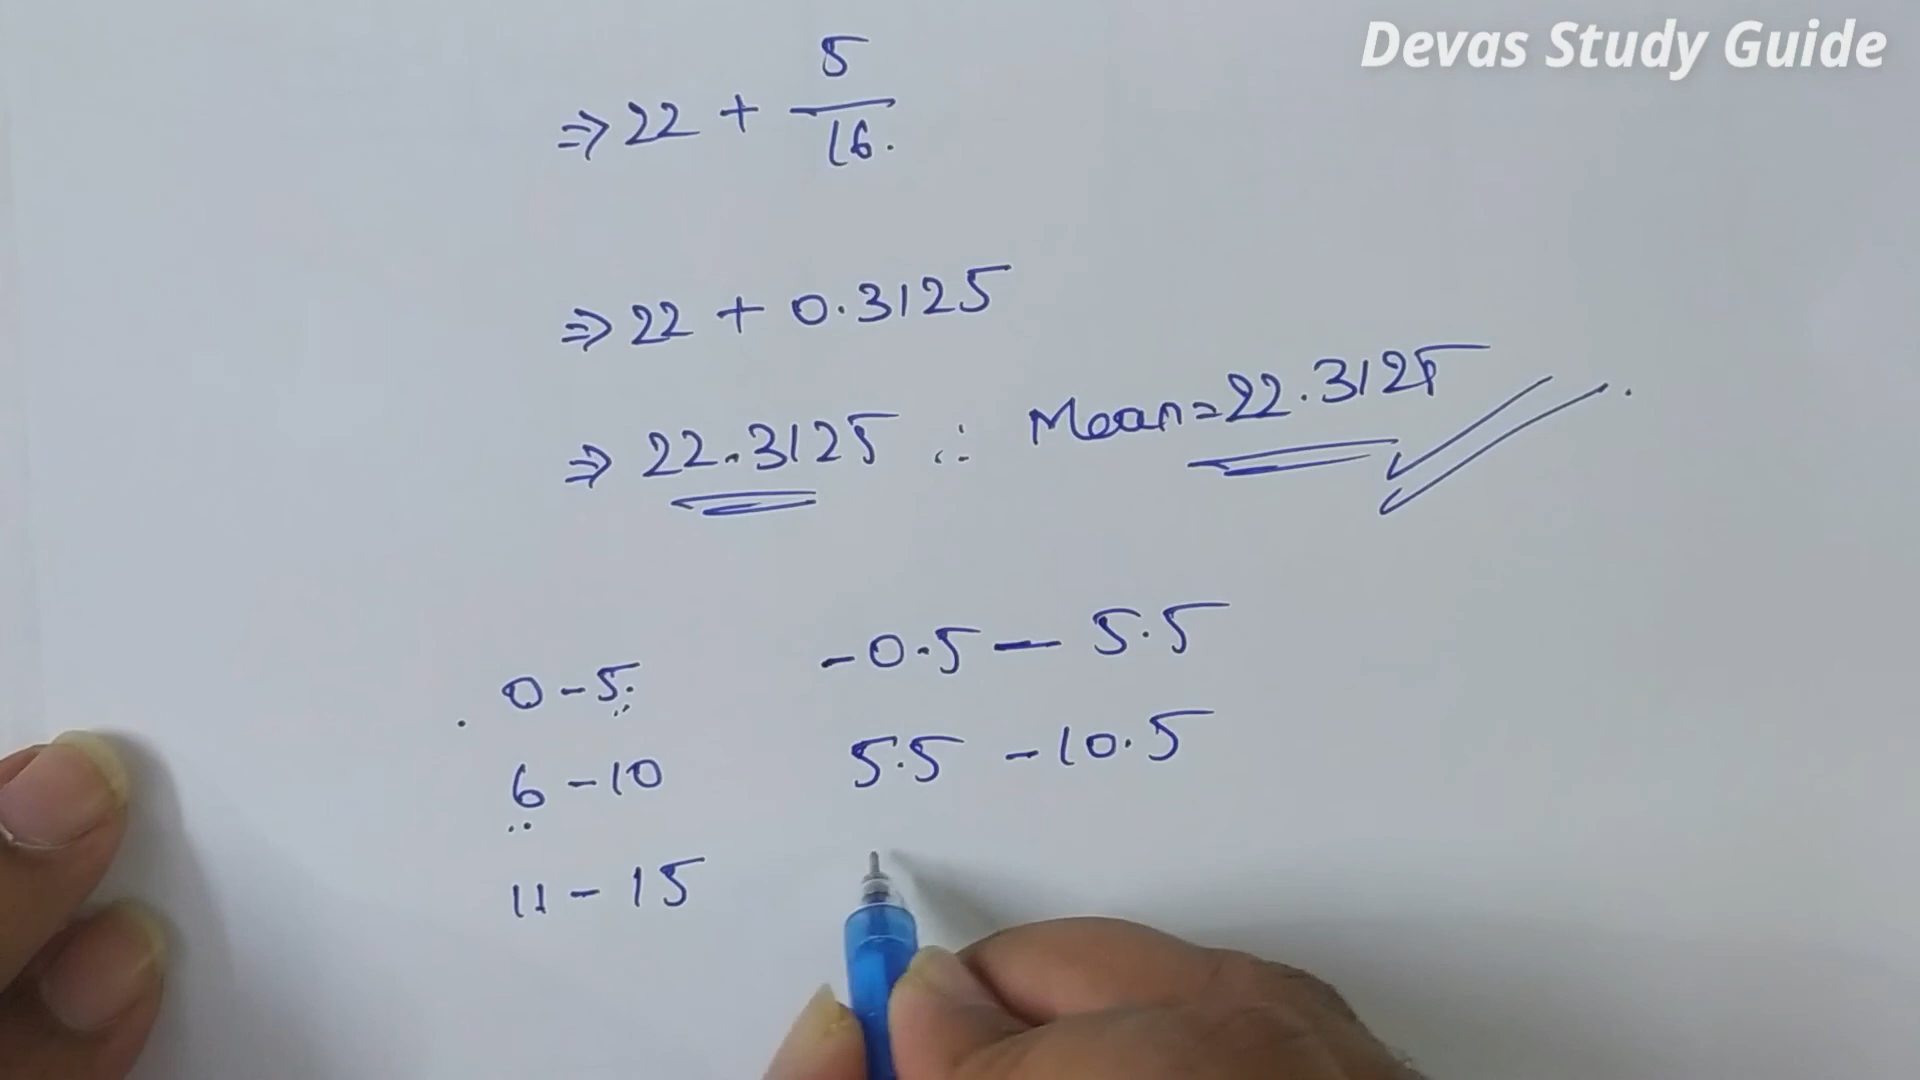 Devas Study Guide
⇒ 22 + 5/16.
⇒ 22 + 0.3125
⇒ 22.3125 ∴ Mean = 22.3125
0 - 5. -0.5 — 5.5
6 - 10 5.5 - 10.5
11 - 15